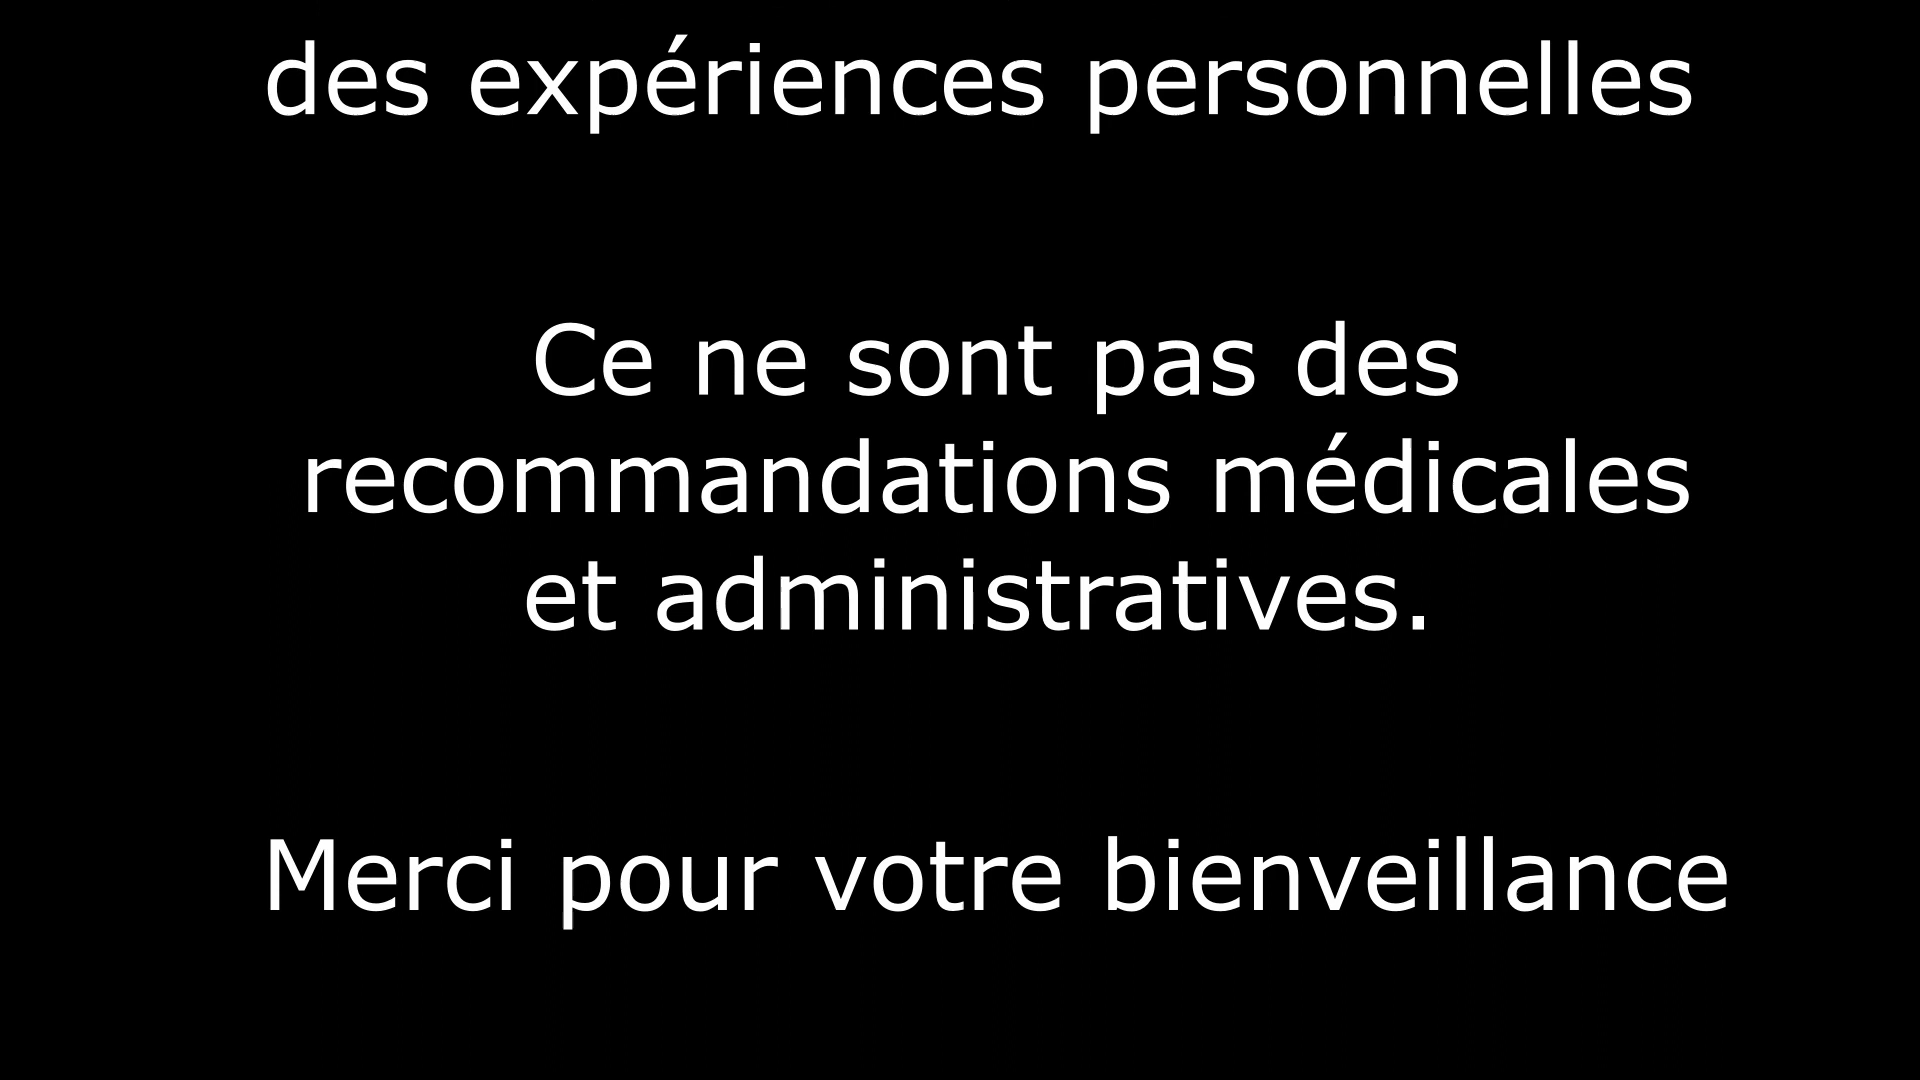 des expériences personnelles
Ce ne sont pas des
recommandations médicales
et administratives.
Merci pour votre bienveillance